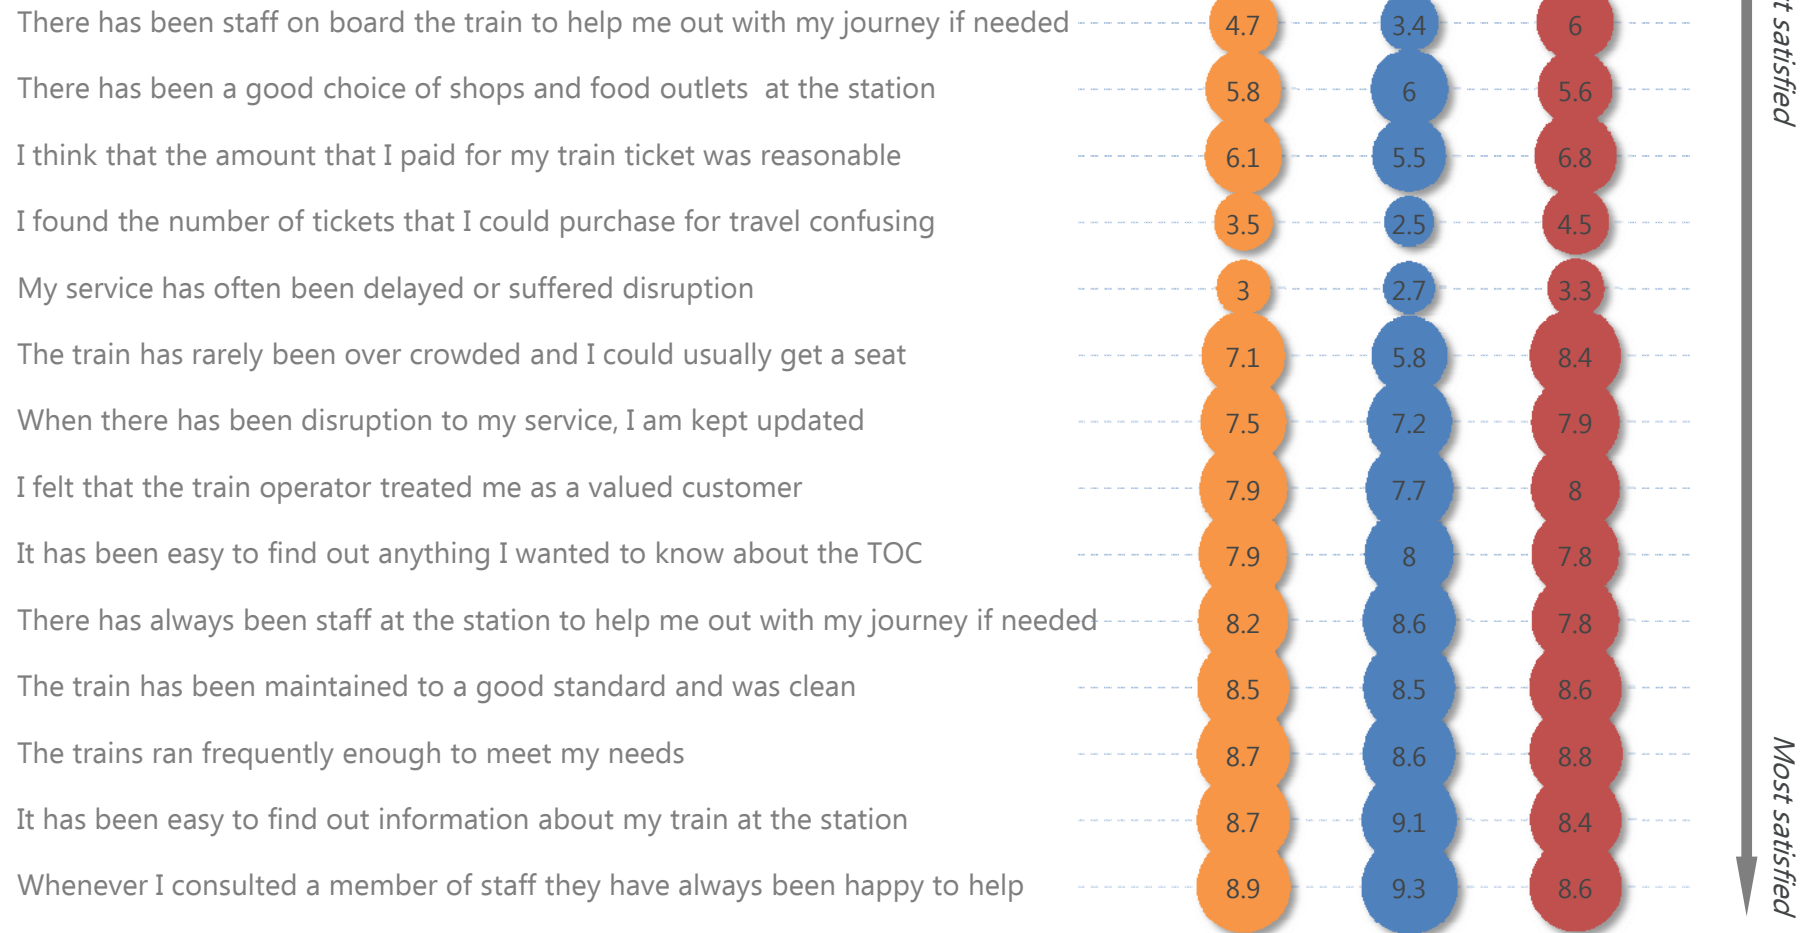 There has been staff on board the train to help me out with my journey if needed 4.7 3.4 6
There has been a good choice of shops and food outlets at the station 5.8 6 5.6
I think that the amount that I paid for my train ticket was reasonable 6.1 5.5 6.8
I found the number of tickets that I could purchase for travel confusing 3.5 2.5 4.5
My service has often been delayed or suffered disruption 3 2.7 3.3
The train has rarely been over crowded and I could usually get a seat 7.1 5.8 8.4
When there has been disruption to my service, I am kept updated 7.5 7.2 7.9
I felt that the train operator treated me as a valued customer 7.9 7.7 8
It has been easy to find out anything I wanted to know about the TOC 7.9 8 7.8
There has always been staff at the station to help me out with my journey if needed 8.2 8.6 7.8
The train has been maintained to a good standard and was clean 8.5 8.5 8.6
The trains ran frequently enough to meet my needs 8.7 8.6 8.8
It has been easy to find out information about my train at the station 8.7 9.1 8.4
Whenever I consulted a member of staff they have always been happy to help 8.9 9.3 8.6
satisfied
Most satisfied